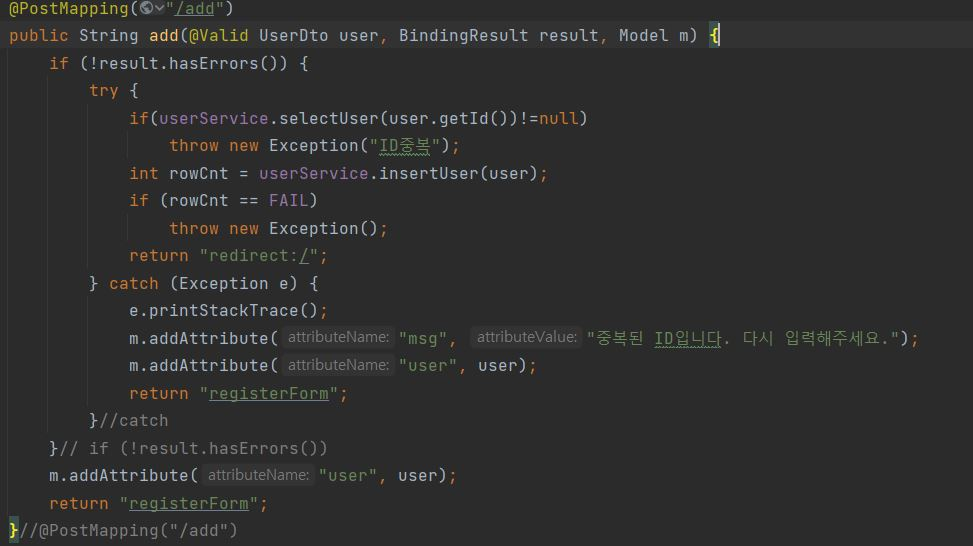 @PostMapping("/add")
public String add(@Valid UserDto user, BindingResult result, Model m) {
    if (!result.hasErrors()) {
        try {
            if(userService.selectUser(user.getId())!=null)
                throw new Exception("ID중복");
            int rowCnt = userService.insertUser(user);
            if (rowCnt == FAIL)
                throw new Exception();
            return "redirect:/";
        } catch (Exception e) {
            e.printStackTrace();
            m.addAttribute( attributeName: "msg", attributeValue: "중복된 ID입니다. 다시 입력해주세요.");
            m.addAttribute( attributeName: "user", user);
            return "registerForm";
        }//catch
    }// if (!result.hasErrors())
    m.addAttribute( attributeName: "user", user);
    return "registerForm";
}//@PostMapping("/add")